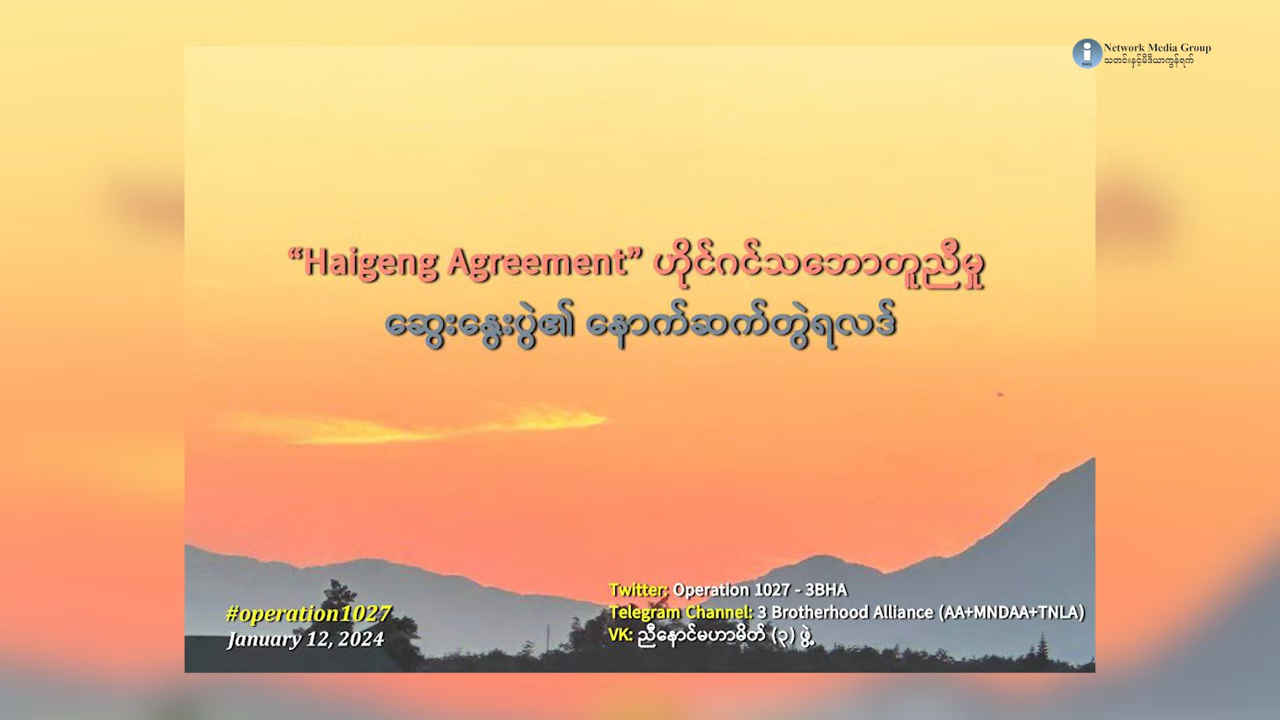 Network Media Group
သတင်းနှင့်မီဒီယာကွန်ရက်
“Haigeng Agreement” ဟိုင်ဂင်သဘောတူညီမှု
ဆွေးနွေးပွဲ၏ နောက်ဆက်တွဲရလဒ်
#operation1027
January 12, 2024
Twitter: Operation 1027 - 3BHA
Telegram Channel: 3 Brotherhood Alliance (AA+MNDAA+TNLA)
VK: ညီနောင်မဟာမိတ် (၃) ဖွဲ့